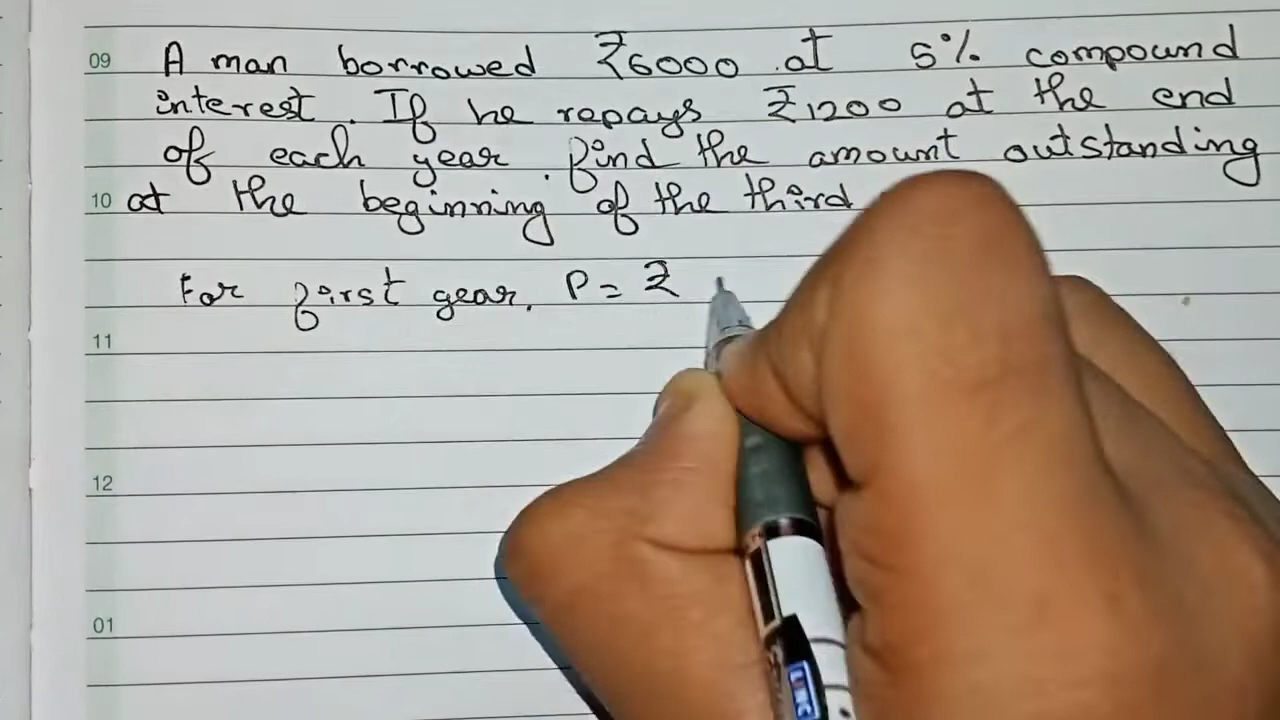 09 A man borrowed ₹6000 at 5% compound
interest. If he repays ₹1200 at the end
of each year. find the amount outstanding
10 at the beginning of the third
For first gear, P = ₹
11
12
01